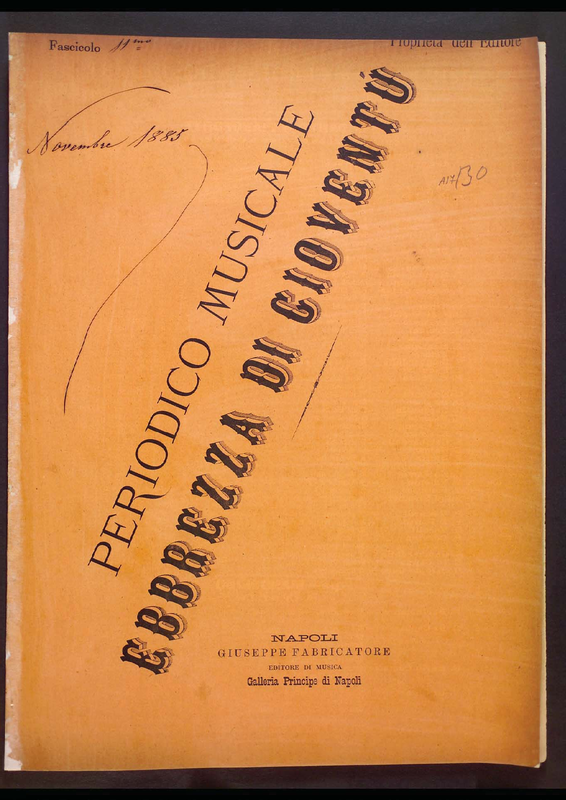 Fascicolo 11mo
Proprietà dell'Editore
Novembre 1885
A17/30
PERIODICO MUSICALE
EBBREZZA DI GIOVENTÙ
NAPOLI
GIUSEPPE FABRICATORE
EDITORE DI MUSICA
Galleria Principe di Napoli